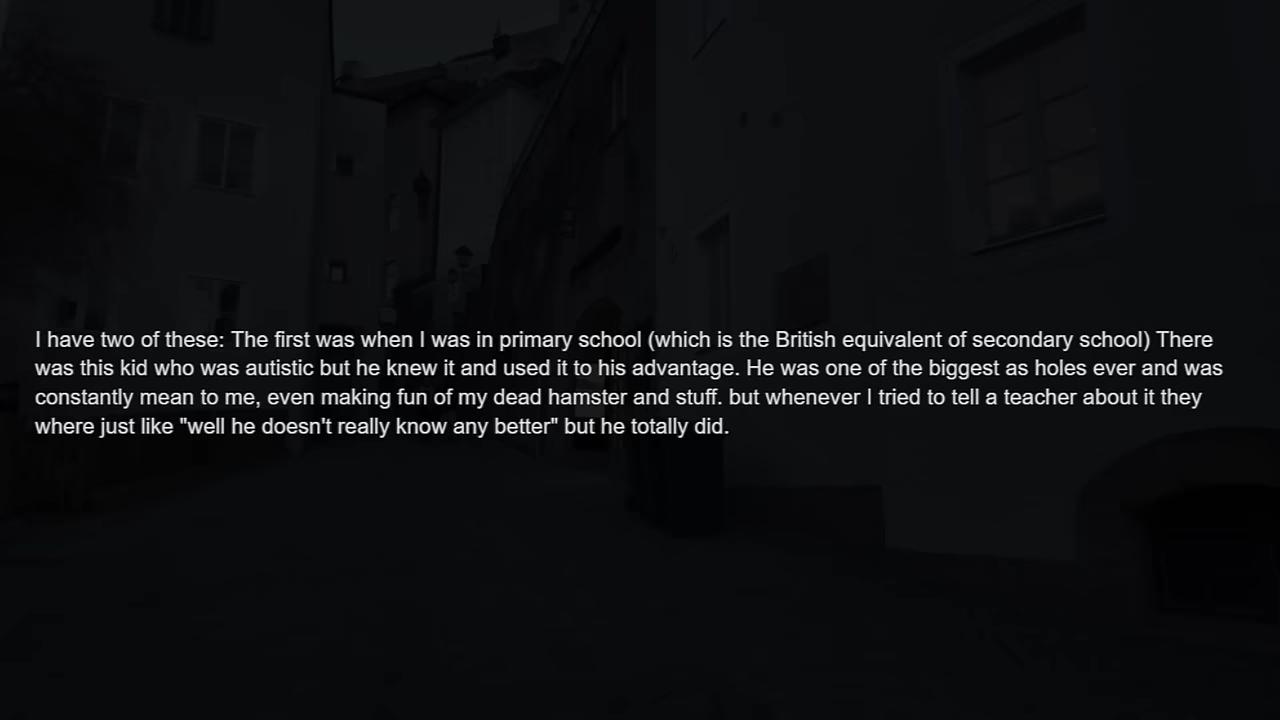 I have two of these: The first was when I was in primary school (which is the British equivalent of secondary school) There
was this kid who was autistic but he knew it and used it to his advantage. He was one of the biggest as holes ever and was
constantly mean to me, even making fun of my dead hamster and stuff. but whenever I tried to tell a teacher about it they
where just like "well he doesn't really know any better" but he totally did.